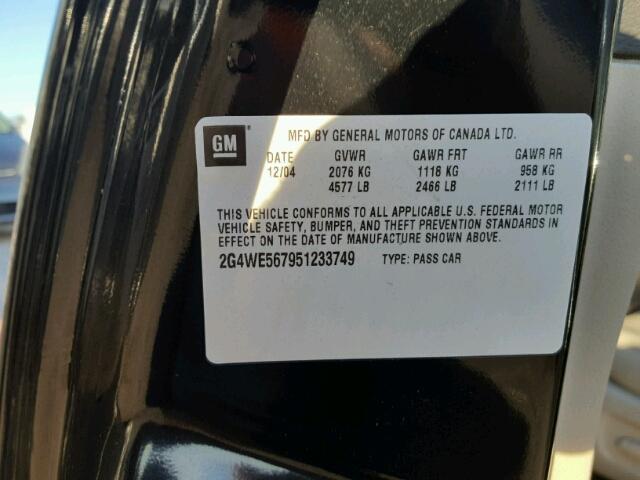 GM
MFD BY GENERAL MOTORS OF CANADA LTD.
DATE GVWR GAWR FRT GAWR RR
12/04 2076 KG 1118 KG 958 KG
4577 LB 2466 LB 2111 LB
THIS VEHICLE CONFORMS TO ALL APPLICABLE U.S. FEDERAL MOTOR
VEHICLE SAFETY, BUMPER, AND THEFT PREVENTION STANDARDS IN
EFFECT ON THE DATE OF MANUFACTURE SHOWN ABOVE.
2G4WE567951233749 TYPE: PASS CAR